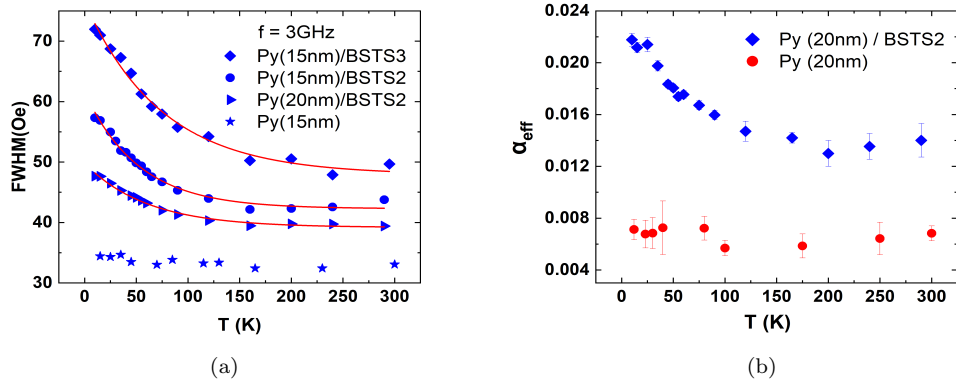 70
60
50
40
30
FWHM(Oe)
f = 3GHz
Py(15nm)/BSTS3
Py(15nm)/BSTS2
Py(20nm)/BSTS2
Py(15nm)
0 50 100 150 200 250 300
T (K)
(a)
0.024
0.020
0.016
0.012
0.008
0.004
αeff
Py (20nm) / BSTS2
Py (20nm)
0 50 100 150 200 250 300
T (K)
(b)